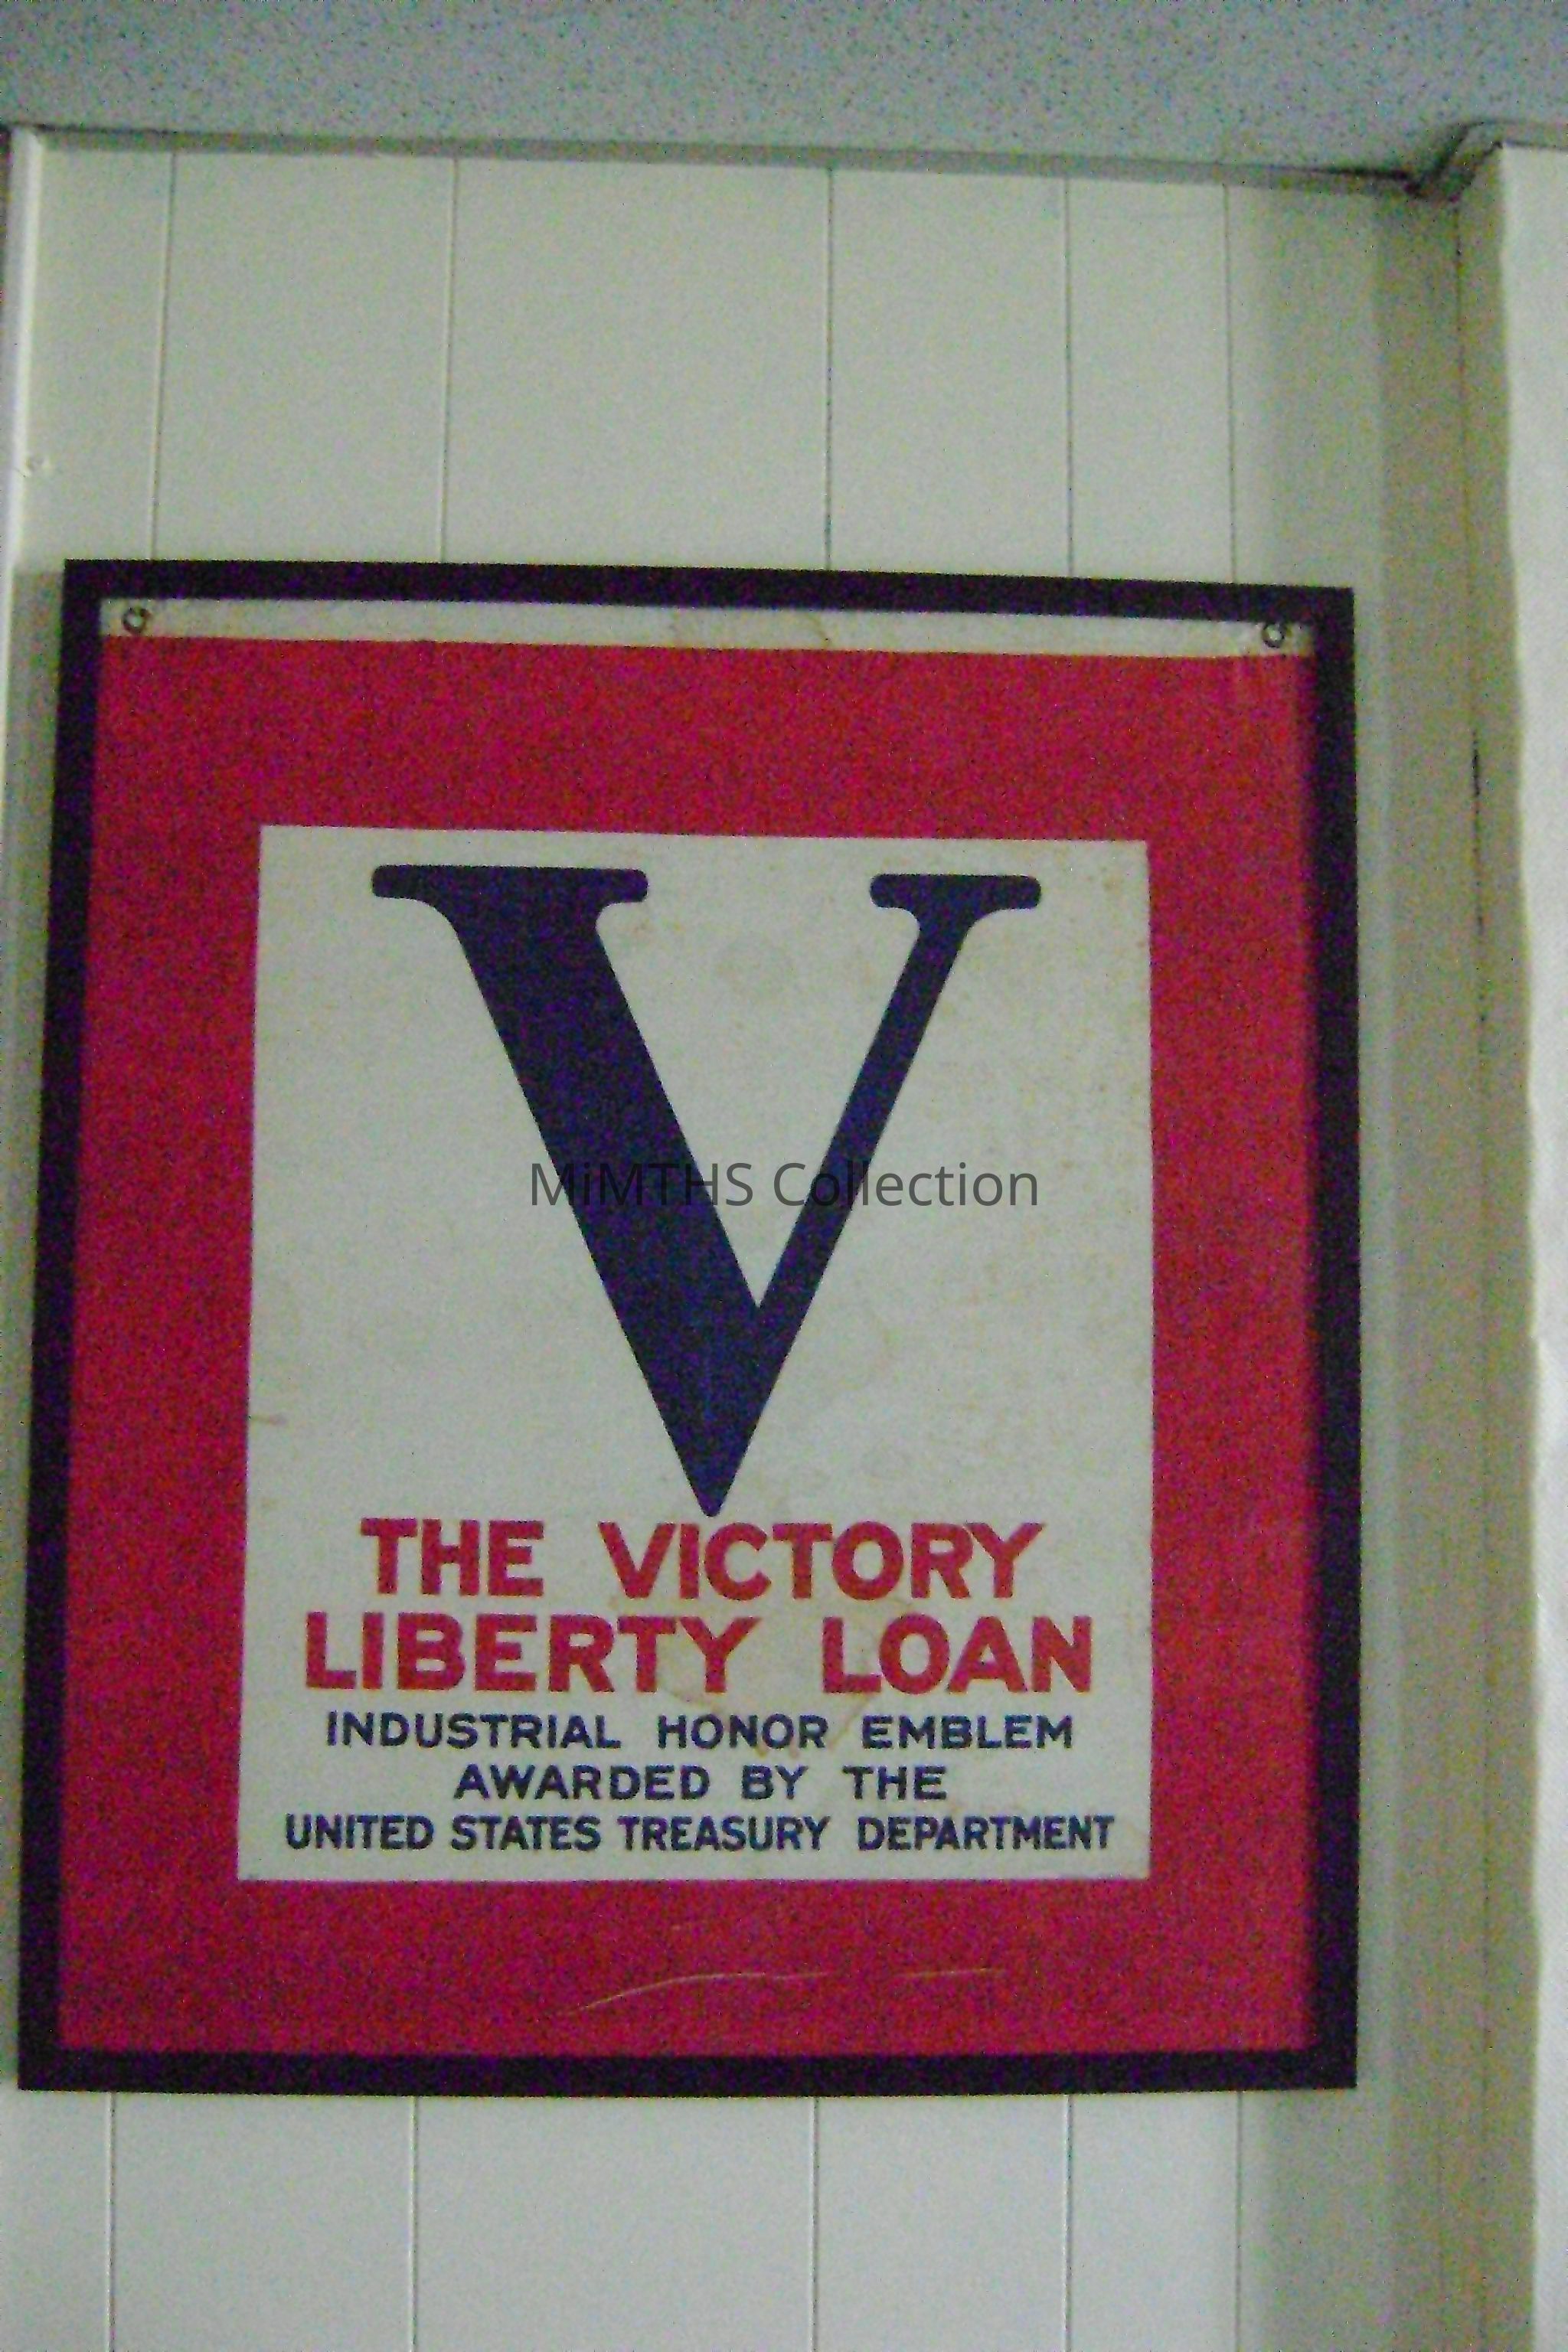 V
MiMTHS Collection
THE VICTORY
LIBERTY LOAN
INDUSTRIAL HONOR EMBLEM
AWARDED BY THE
UNITED STATES TREASURY DEPARTMENT